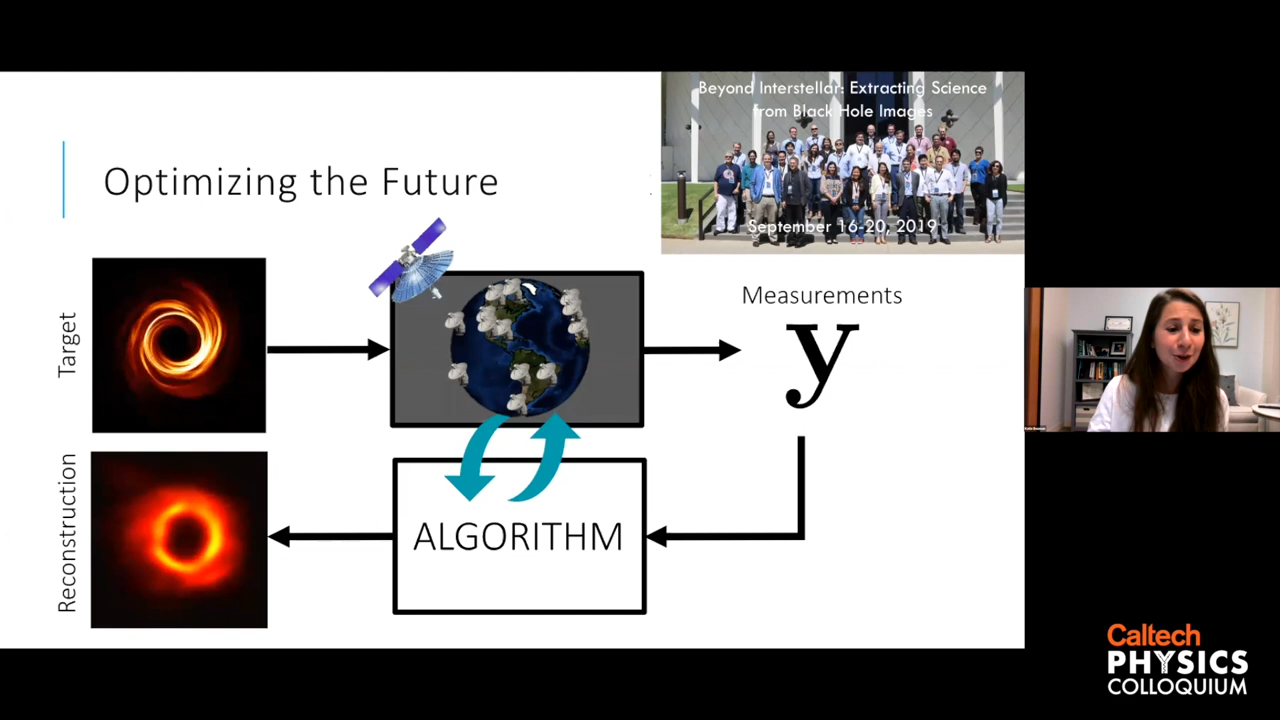 Beyond Interstellar: Extracting Science
from Black Hole Images
September 16-20, 2019
Optimizing the Future
Target
Measurements
y
Reconstruction
ALGORITHM
Caltech
PHYSICS
COLLOQUIUM